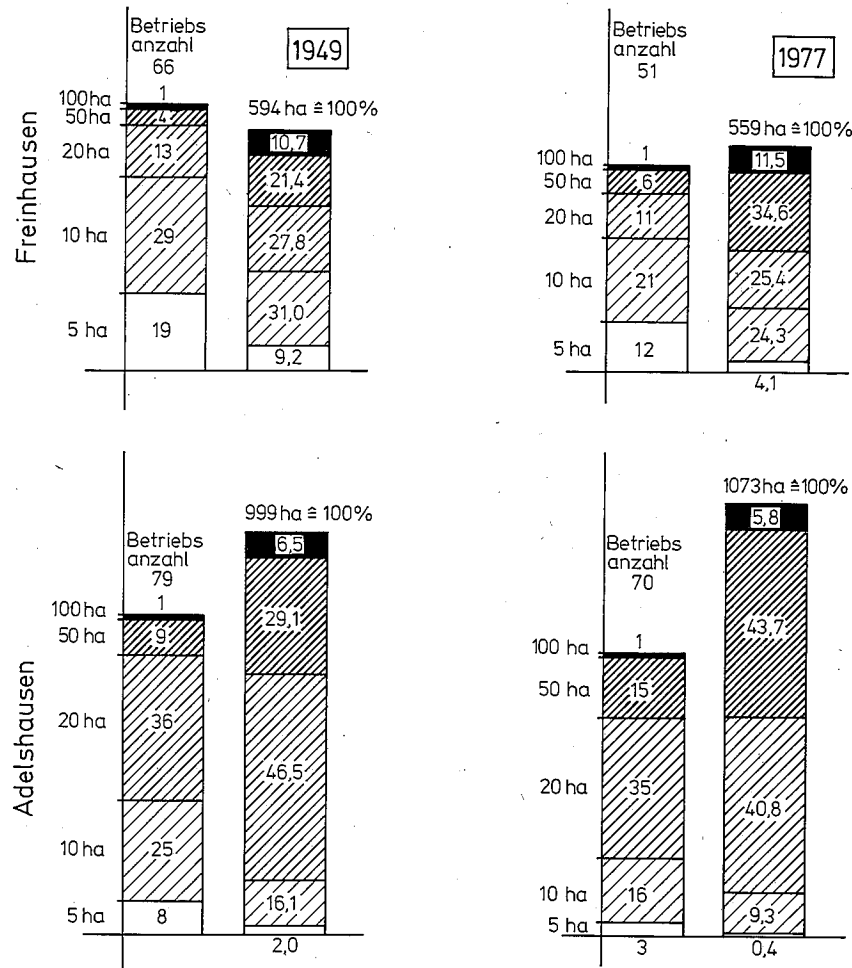 Freinhausen
Betriebs
anzahl
66
1949
1
100 ha
50 ha
4
20 ha
13
10 ha
29
5 ha
19
594 ha ≙ 100%
10,7
21,4
27,8
31,0
9,2
Betriebs
anzahl
51
1977
1
100 ha
50 ha
6
20 ha
11
10 ha
21
5 ha
12
559 ha ≙ 100%
11,5
34,6
25,4
24,3
4,1
Adelshausen
Betriebs
anzahl
79
1
100 ha
50 ha
9
20 ha
36
10 ha
25
5 ha
8
999 ha ≙ 100%
6,5
29,1
46,5
16,1
2,0
Betriebs
anzahl
70
1
100 ha
50 ha
15
20 ha
35
10 ha
16
5 ha
3
1073 ha ≙ 100%
5,8
43,7
40,8
9,3
0,4